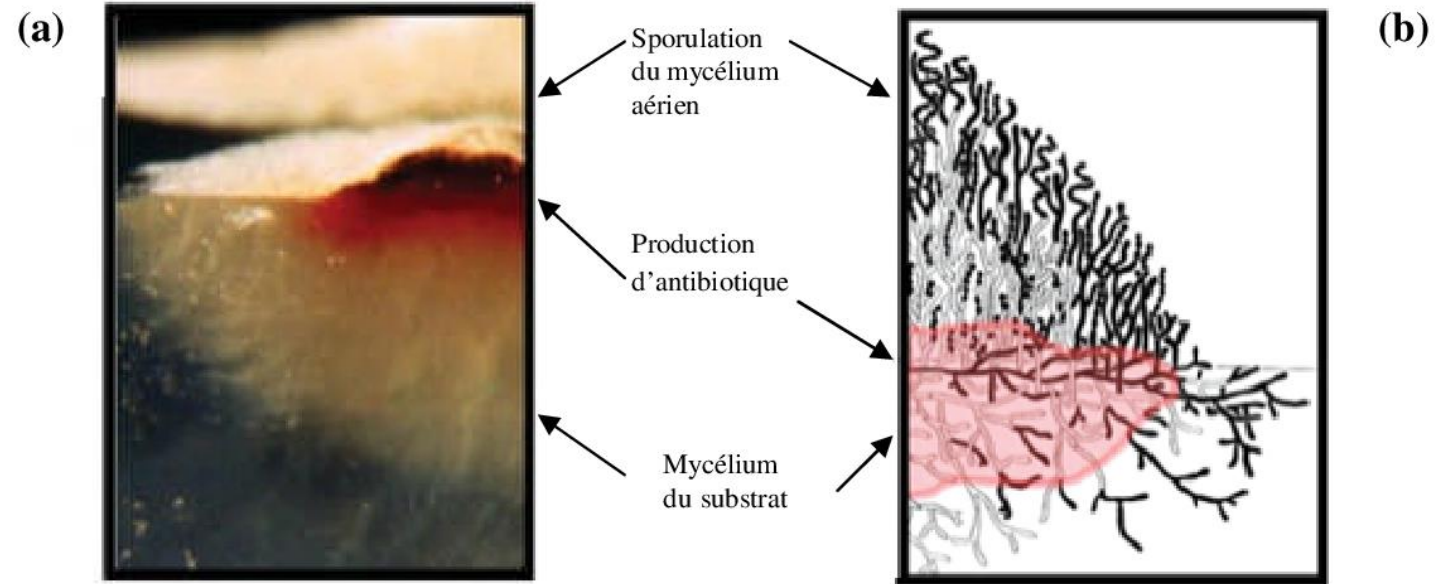 (a)
Sporulation
du mycélium
aérien
(b)
Production
d’antibiotique
Mycélium
du substrat